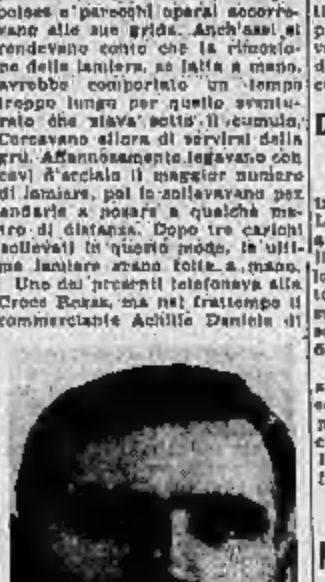 parecchi operai accorre-
vano alle sue grida. Anch'essi si
rendevano conto che la rimozio-
ne delle lamiere, se fatta a mano,
avrebbe comportato un tempo
troppo lungo per quello sventu-
rato che stava sotto il cumulo.
Cercavano allora di servirsi della
gru. Affannosamente legavano con
cavi d'acciaio il maggior numero
di lamiere, poi le sollevavano per
andarle a posare a qualche me-
tro di distanza. Dopo tre carichi
sollevati in questo modo, le ulti-
me lamiere erano tolte a mano.
Uno dei presenti telefonava alla
Croce Rossa, ma nel frattempo il
commerciante Achille Daniele di